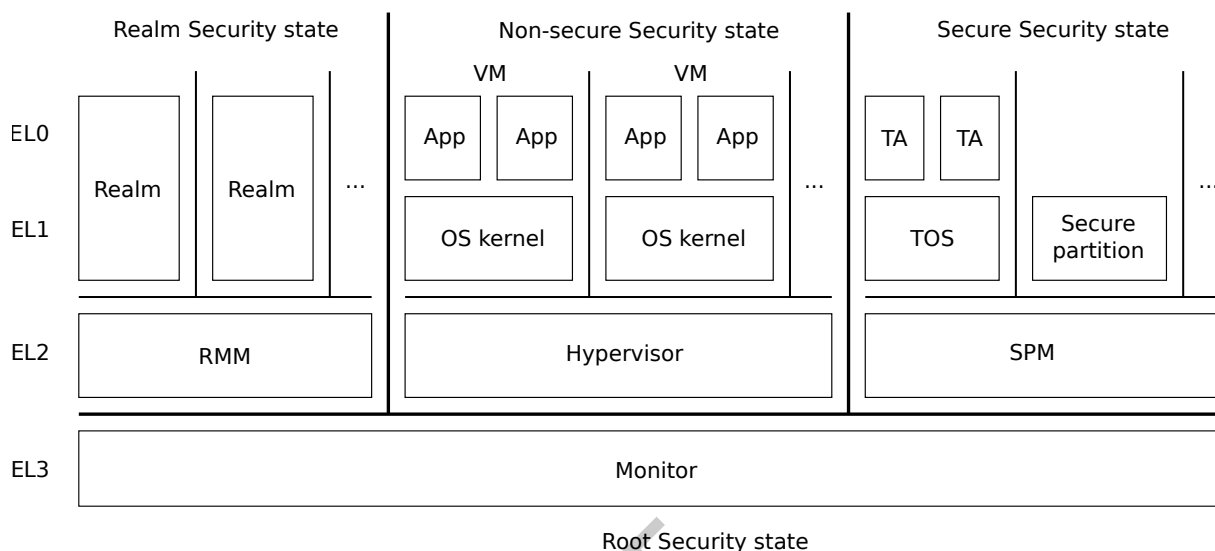 Realm Security state
Non-secure Security state
Secure Security state
VM
VM
EL0
App
App
App
App
TA
TA
Realm
Realm
...
...
...
EL1
OS kernel
OS kernel
TOS
Secure
partition
EL2
RMM
Hypervisor
SPM
EL3
Monitor
Root Security state